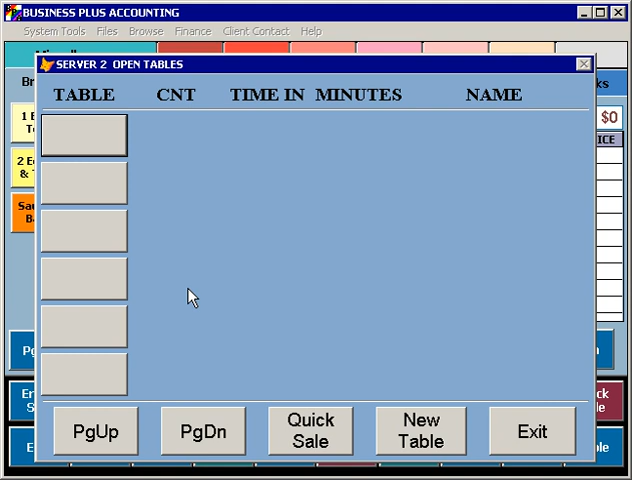 BUSINESS PLUS ACCOUNTING
System Tools Files Browse Finance Client Contact Help
SERVER 2 OPEN TABLES
TABLE CNT TIME IN MINUTES NAME
$0
PgUp PgDn Quick Sale New Table Exit